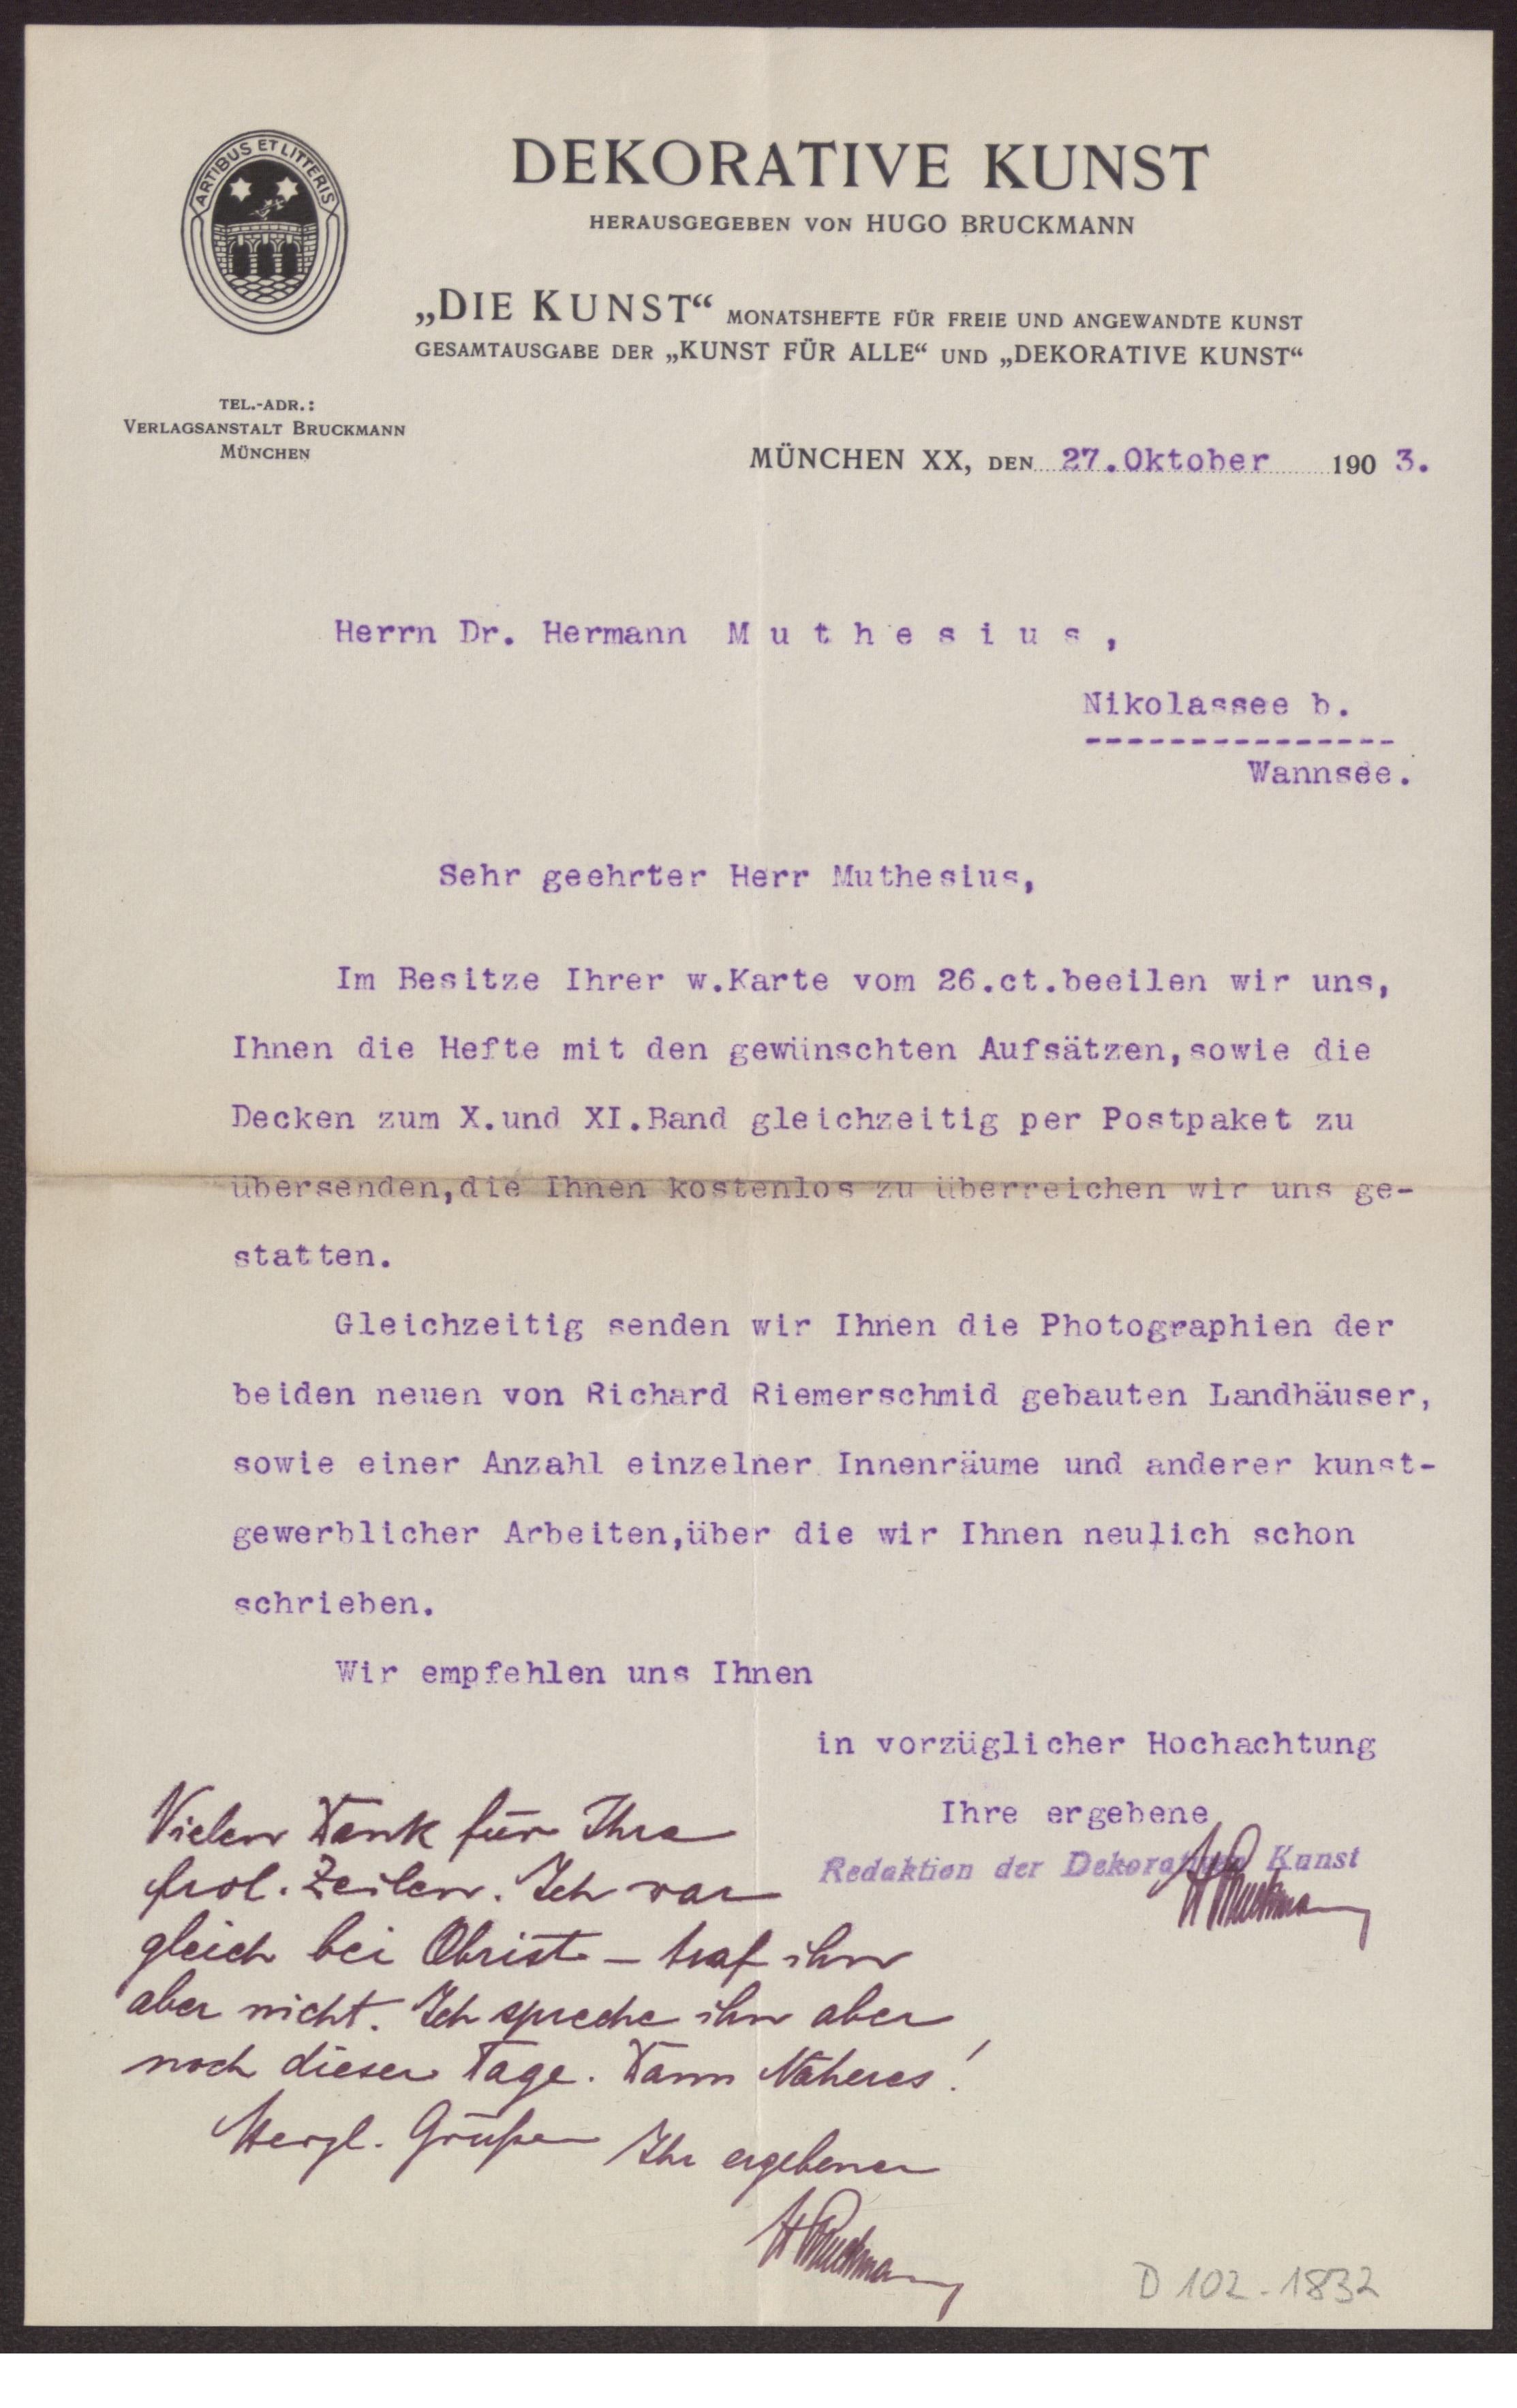 ARTIBUS ET LITTERIS
DEKORATIVE KUNST
HERAUSGEGEBEN VON HUGO BRUCKMANN
„DIE KUNST“ MONATSHEFTE FÜR FREIE UND ANGEWANDTE KUNST
GESAMTAUSGABE DER „KUNST FÜR ALLE“ UND „DEKORATIVE KUNST“
TEL.-ADR.:
VERLAGSANSTALT BRUCKMANN
MÜNCHEN
MÜNCHEN XX, DEN 27.Oktober 190 3.
Herrn Dr. Hermann M u t h e s i u s ,
Nikolassee b.
---------------
Wannsee.
Sehr geehrter Herr Muthesius,
Im Besitze Ihrer w.Karte vom 26.ct.beeilen wir uns,
Ihnen die Hefte mit den gewünschten Aufsätzen,sowie die
Decken zum X.und XI.Band gleichzeitig per Postpaket zu
übersenden,die Ihnen kostenlos zu überreichen wir uns ge-
statten.
Gleichzeitig senden wir Ihnen die Photographien der
beiden neuen von Richard Riemerschmid gebauten Landhäuser,
sowie einer Anzahl einzelner Innenräume und anderer kunst-
gewerblicher Arbeiten,über die wir Ihnen neulich schon
schrieben.
Wir empfehlen uns Ihnen
in vorzüglicher Hochachtung
Ihre ergebene
Redaktion der Dekorativen Kunst
HBruckmann
Vielen Dank für Ihre
frdl. Zeilen. Ich war
gleich bei Obrist – traf ihn
aber nicht. Ich spreche ihn aber
noch dieser Tage. Dann Näheres!
Herzl. Grüße Ihr ergebener
HBruckmann
D 102-1832